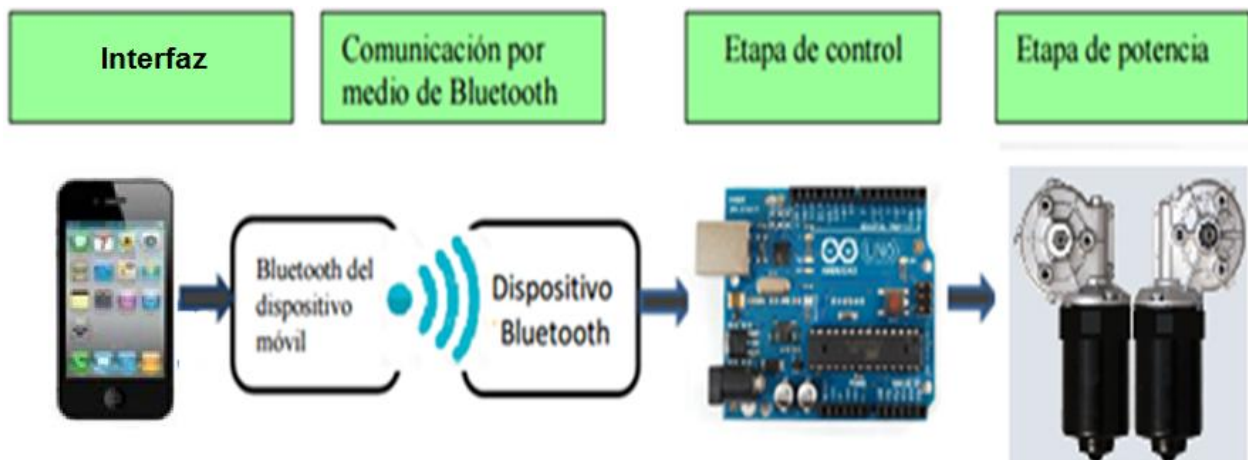 Interfaz
Comunicación por
medio de Bluetooth
Etapa de control
Etapa de potencia
Bluetooth del
dispositivo
móvil
Dispositivo
Bluetooth
UNO
ARDUINO